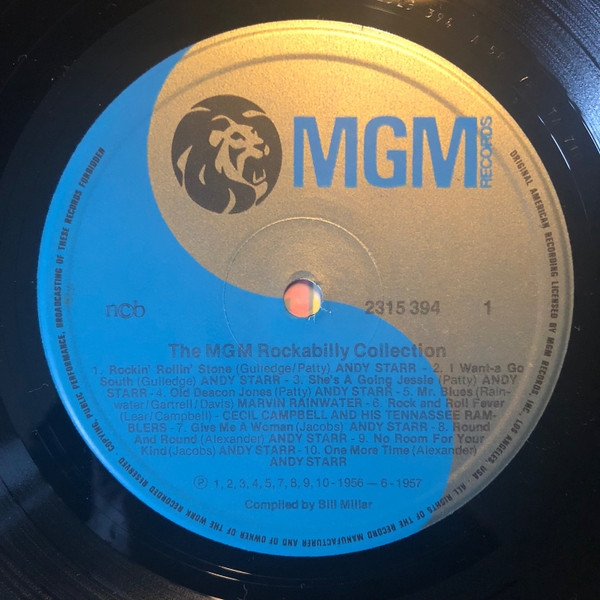 MGM
RECORDS
ncb
2315 394 1
The MGM Rockabilly Collection
1. Rockin' Rollin' Stone (Gulledge/Patty) ANDY STARR - 2. I Want-a Go
South (Gulledge) ANDY STARR - 3. She's A Going Jessie (Patty) ANDY
STARR - 4. Old Deacon Jones (Patty) ANDY STARR - 5. Mr. Blues (Rain-
water/Gartrell/Davis) MARVIN RAINWATER - 6. Rock and Roll Fever
(Lear/Campbell) - CECIL CAMPBELL AND HIS TENNASSEE RAM-
BLERS - 7. Give Me A Woman (Jacobs) ANDY STARR - 8. Round
And Round (Alexander) ANDY STARR - 9. No Room For Your
Kind (Jacobs) ANDY STARR - 10. One More Time (Alexander)
ANDY STARR
Ⓟ 1, 2, 3, 4, 5, 7, 8, 9, 10 - 1956 — 6 - 1957
Compiled by Bill Millar
ORIGINAL AMERICAN RECORDING LICENSED BY MGM RECORDS, INC., LOS ANGELES, USA · ALL RIGHTS OF THE RECORD MANUFACTURER AND OF OWNER OF THE WORK RECORDED RESERVED · COPYING, PUBLIC PERFORMANCE, BROADCASTING OF THESE RECORDS FORBIDDEN